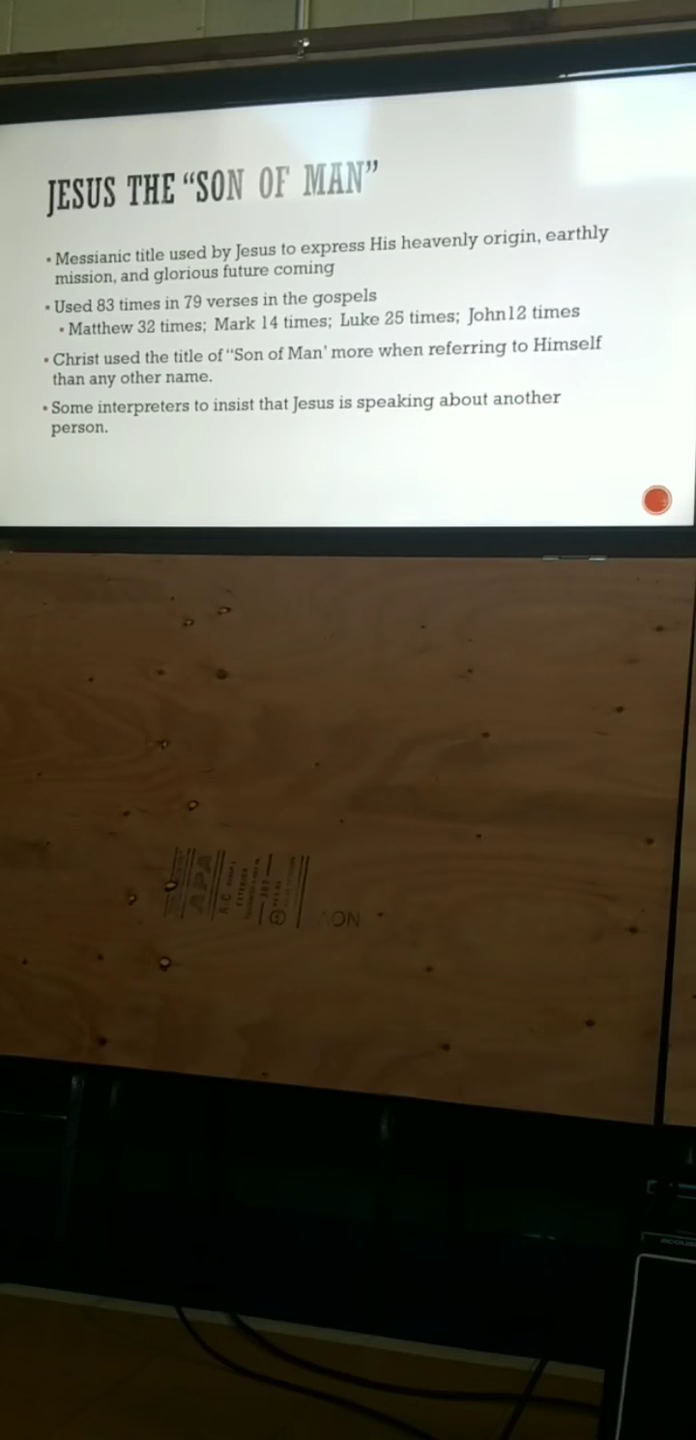 JESUS THE “SON OF MAN”
• Messianic title used by Jesus to express His heavenly origin, earthly
mission, and glorious future coming
• Used 83 times in 79 verses in the gospels
• Matthew 32 times; Mark 14 times; Luke 25 times; John12 times
• Christ used the title of “Son of Man’ more when referring to Himself
than any other name.
• Some interpreters to insist that Jesus is speaking about another
person.
APA
A-C
EXTERIOR